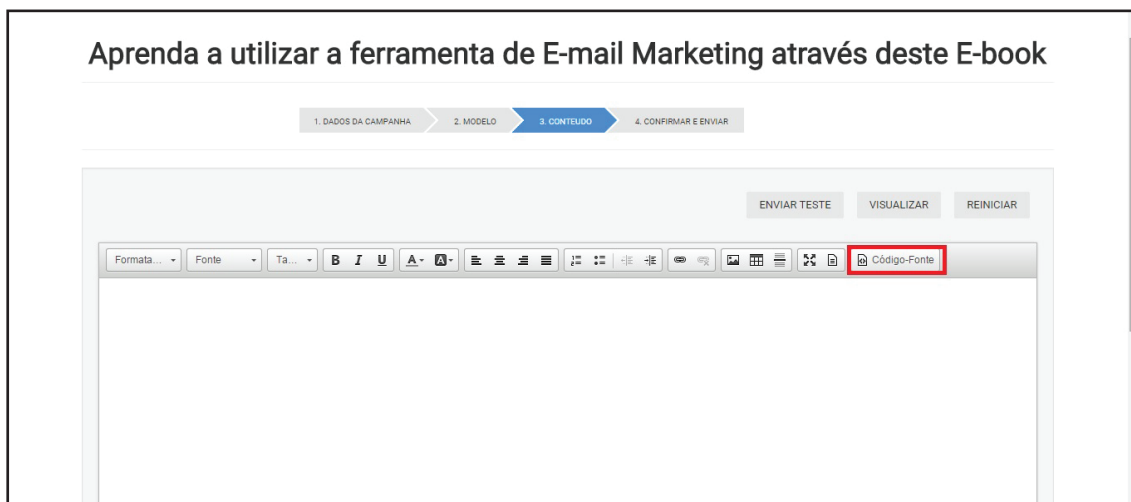 Aprenda a utilizar a ferramenta de E-mail Marketing através deste E-book
1. DADOS DA CAMPANHA 2. MODELO 3. CONTEUDO 4. CONFIRMAR E ENVIAR
ENVIAR TESTE VISUALIZAR REINICIAR
Formata... Fonte Ta... B I U A A Código-Fonte